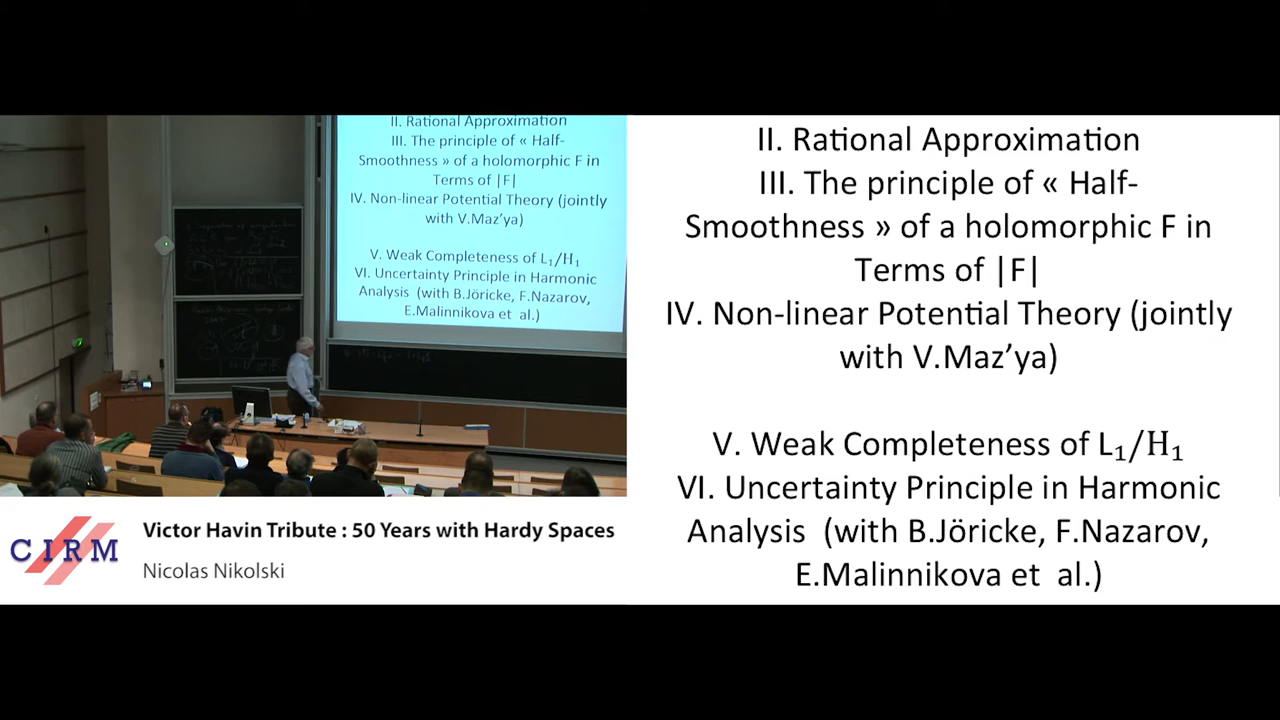 II. Rational Approximation
III. The principle of « Half-
Smoothness » of a holomorphic F in
Terms of |F|
IV. Non-linear Potential Theory (jointly
with V.Maz'ya)
V. Weak Completeness of L₁/H₁
VI. Uncertainty Principle in Harmonic
Analysis (with B.Jöricke, F.Nazarov,
E.Malinnikova et al.)
CIRM
Victor Havin Tribute : 50 Years with Hardy Spaces
Nicolas Nikolski
II. Rational Approximation
III. The principle of « Half-
Smoothness » of a holomorphic F in
Terms of |F|
IV. Non-linear Potential Theory (jointly
with V.Maz'ya)
V. Weak Completeness of L₁/H₁
VI. Uncertainty Principle in Harmonic
Analysis (with B.Jöricke, F.Nazarov,
E.Malinnikova et al.)